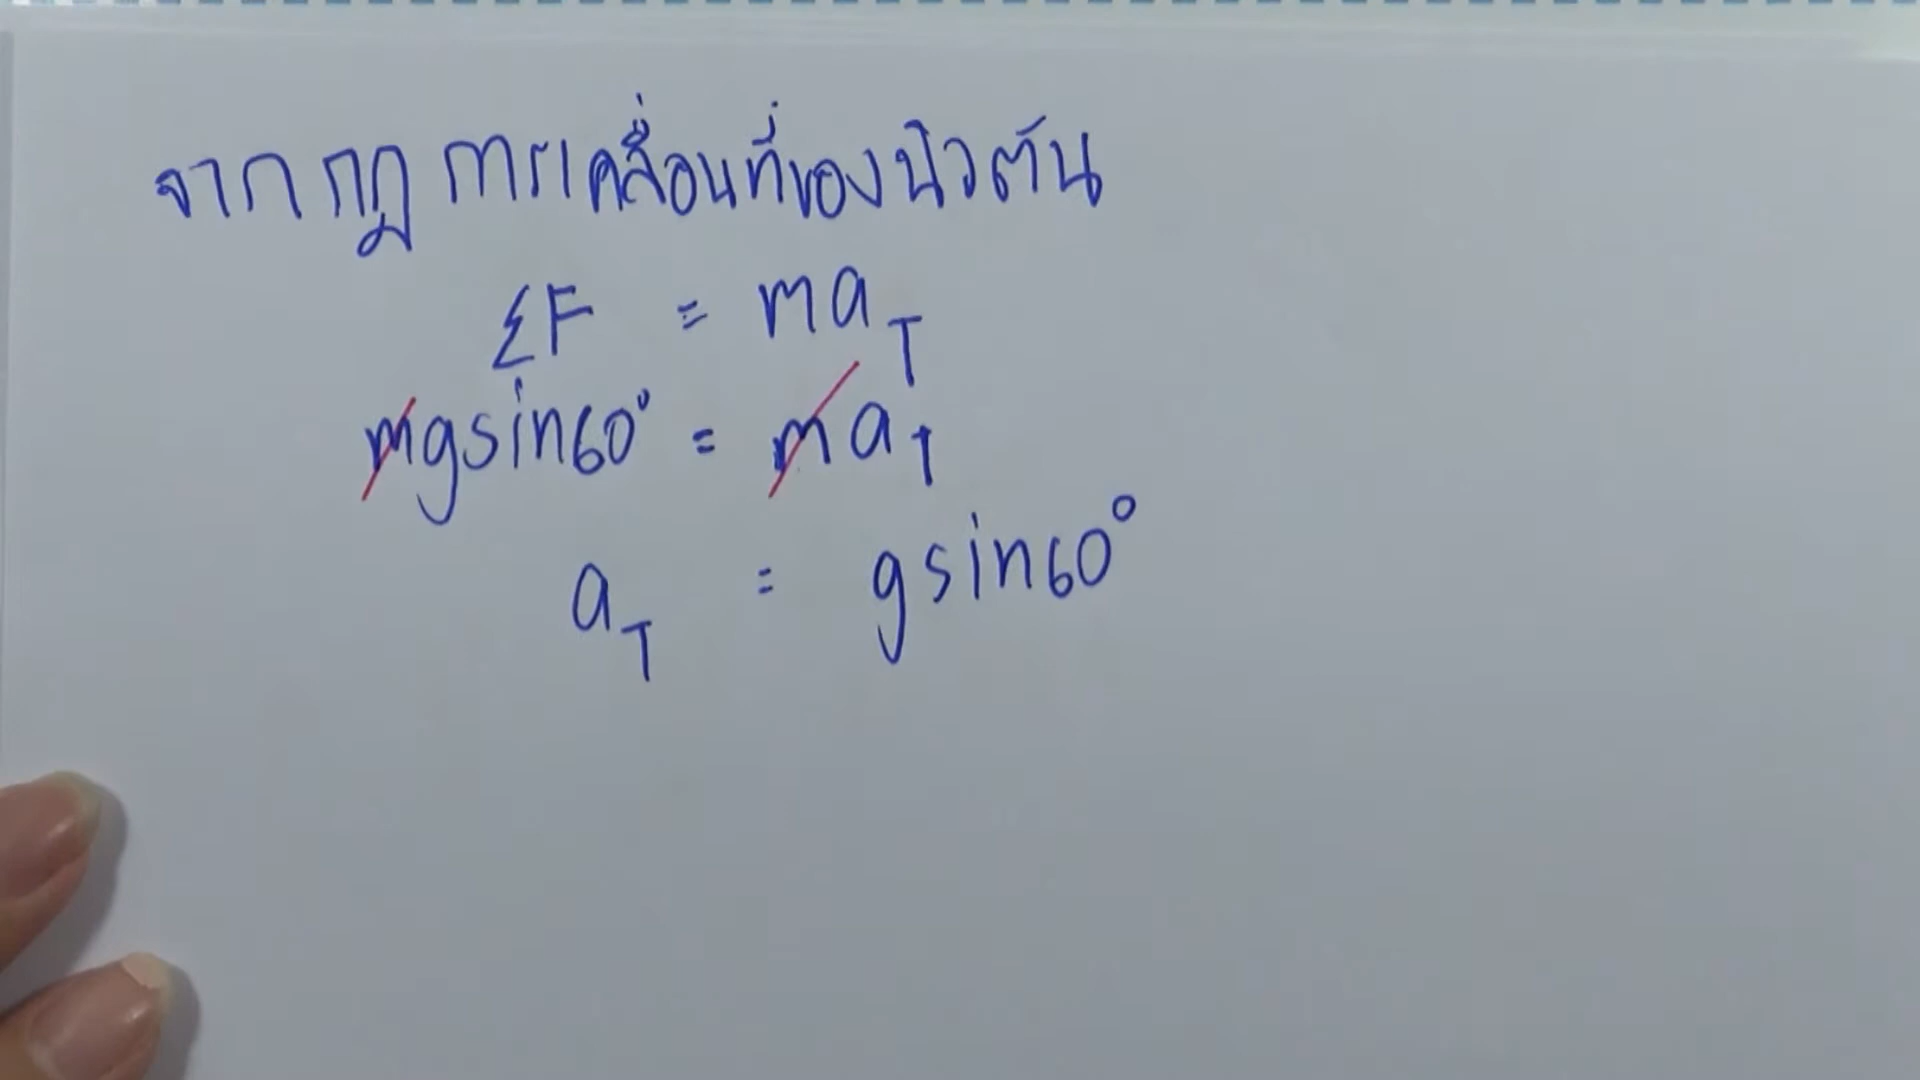 จากกฎการเคลื่อนที่ของนิวตัน
ΣF = ma_T
mgsin60° = ma_T
a_T = gsin60°